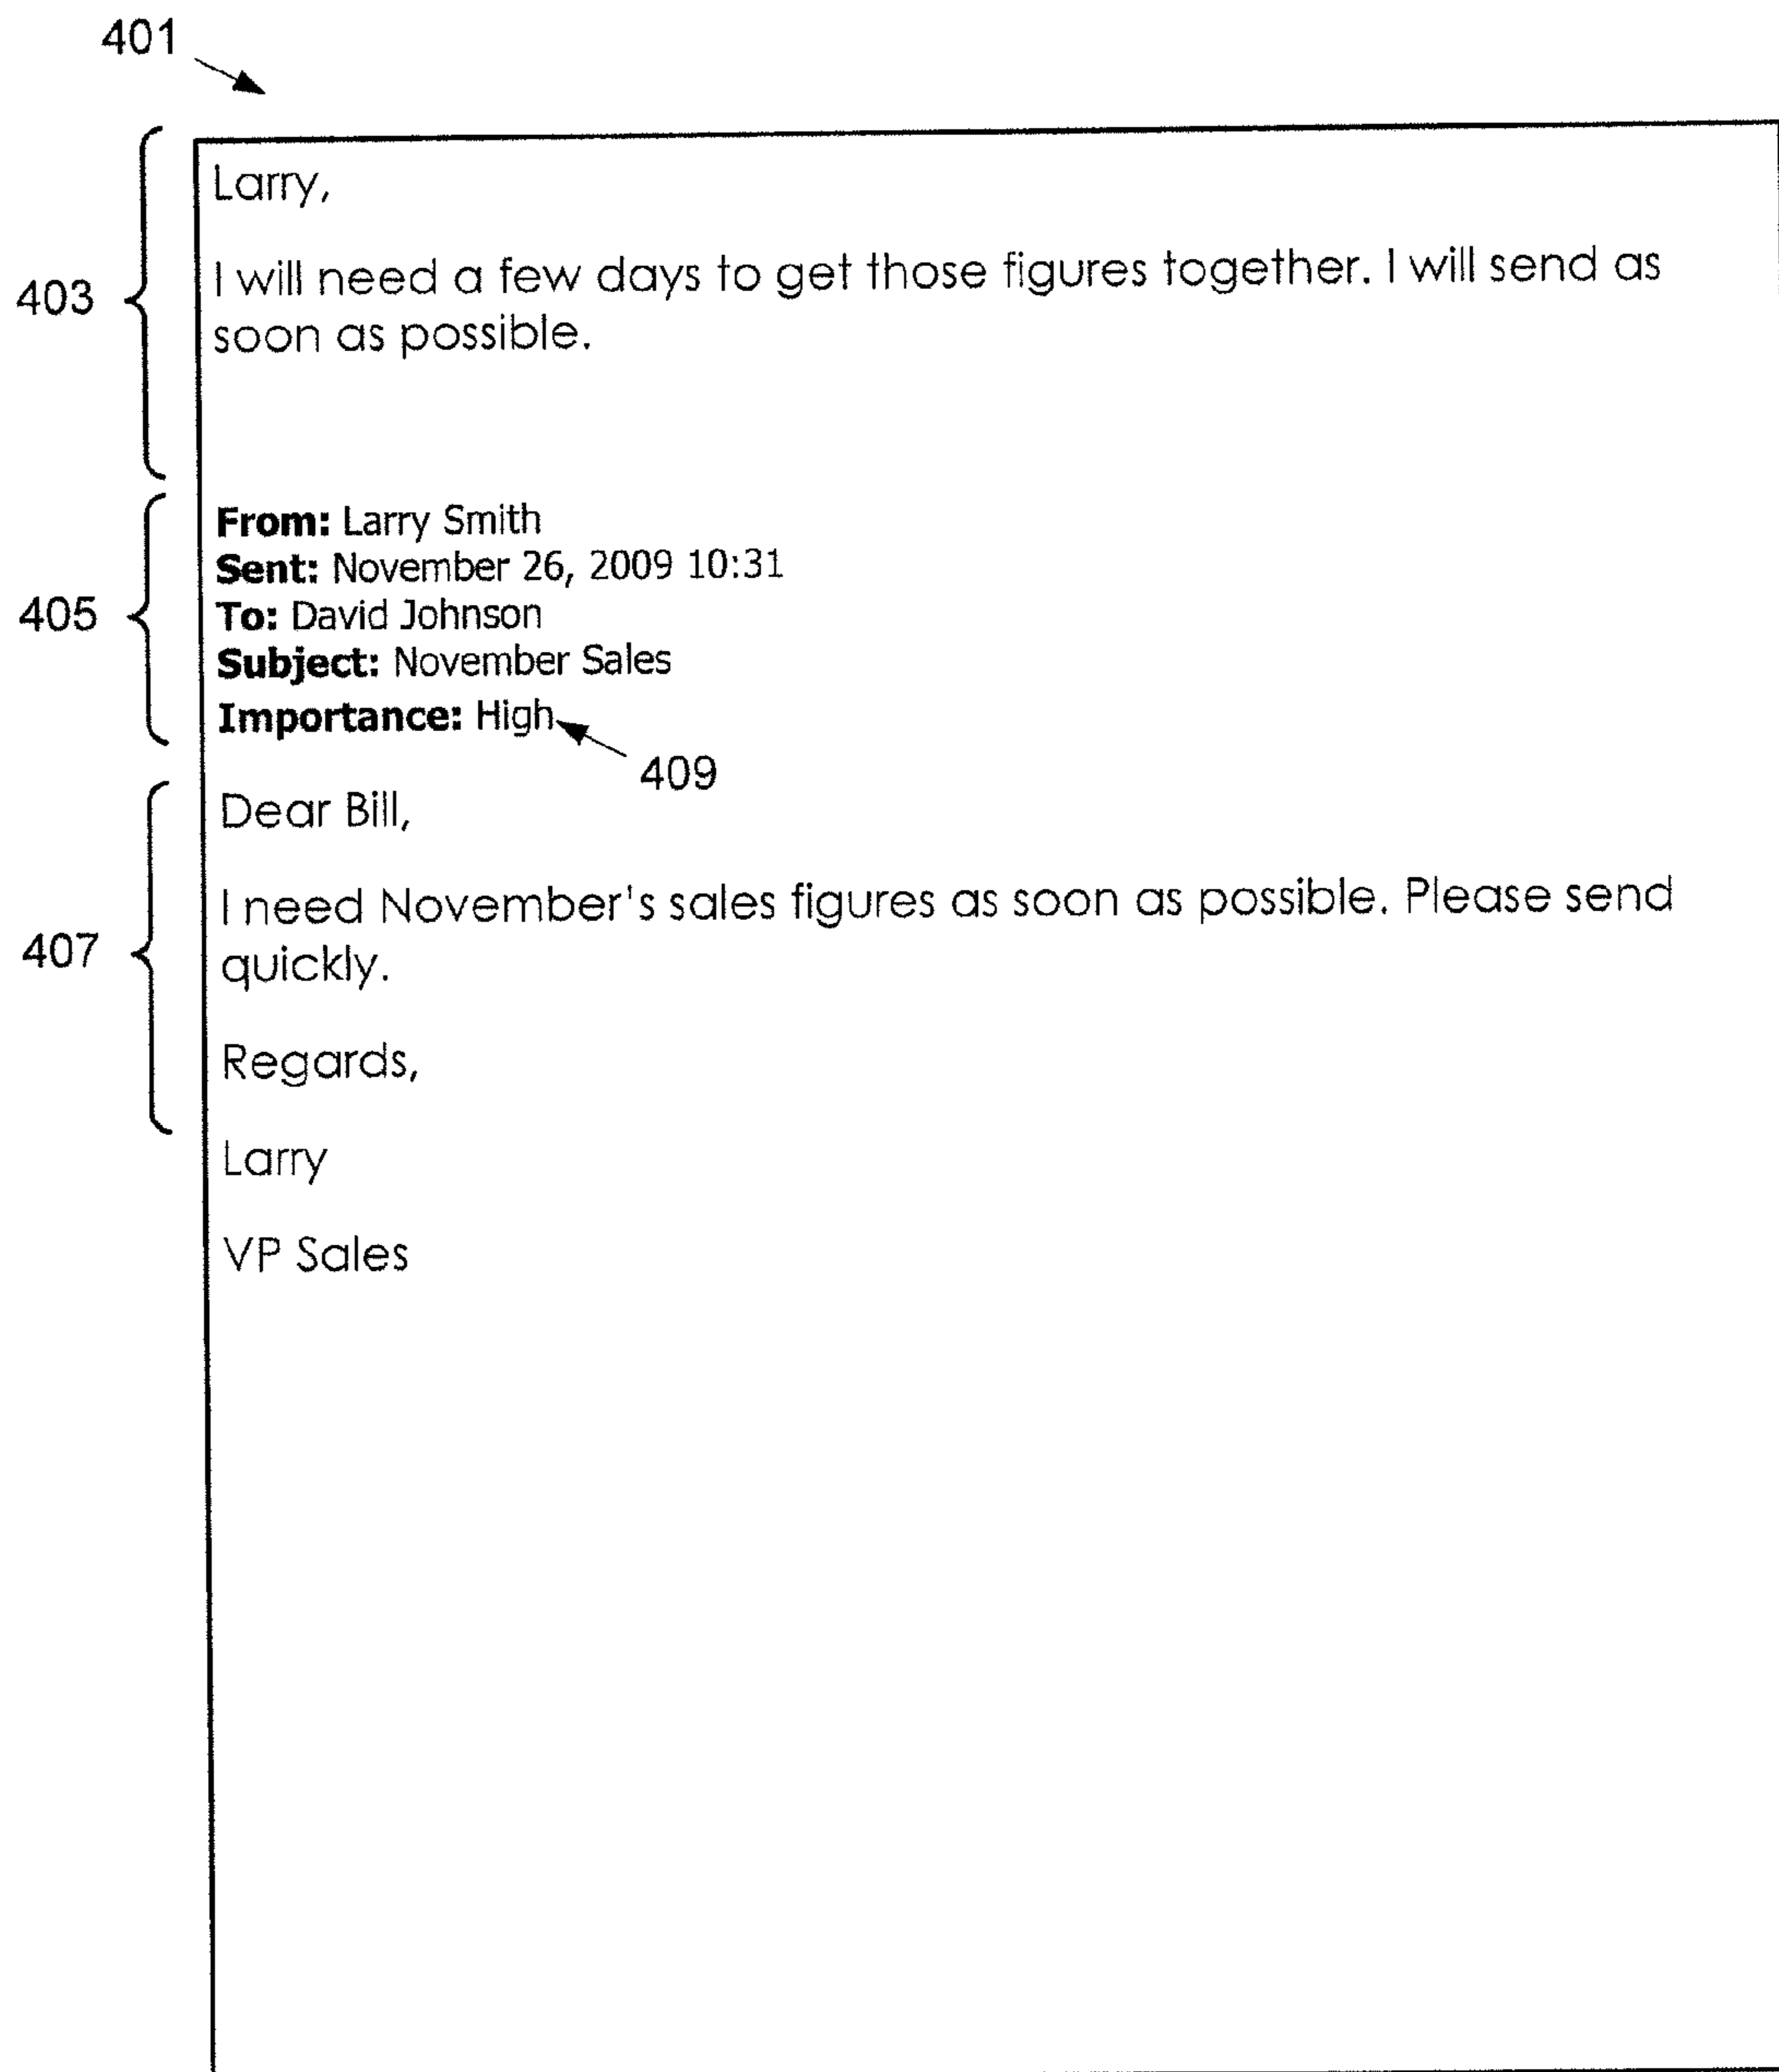 401
Larry,
403
I will need a few days to get those figures together. I will send as
soon as possible.
405
From: Larry Smith
Sent: November 26, 2009 10:31
To: David Johnson
Subject: November Sales
Importance: High
409
407
Dear Bill,
I need November's sales figures as soon as possible. Please send
quickly.
Regards,
Larry
VP Sales